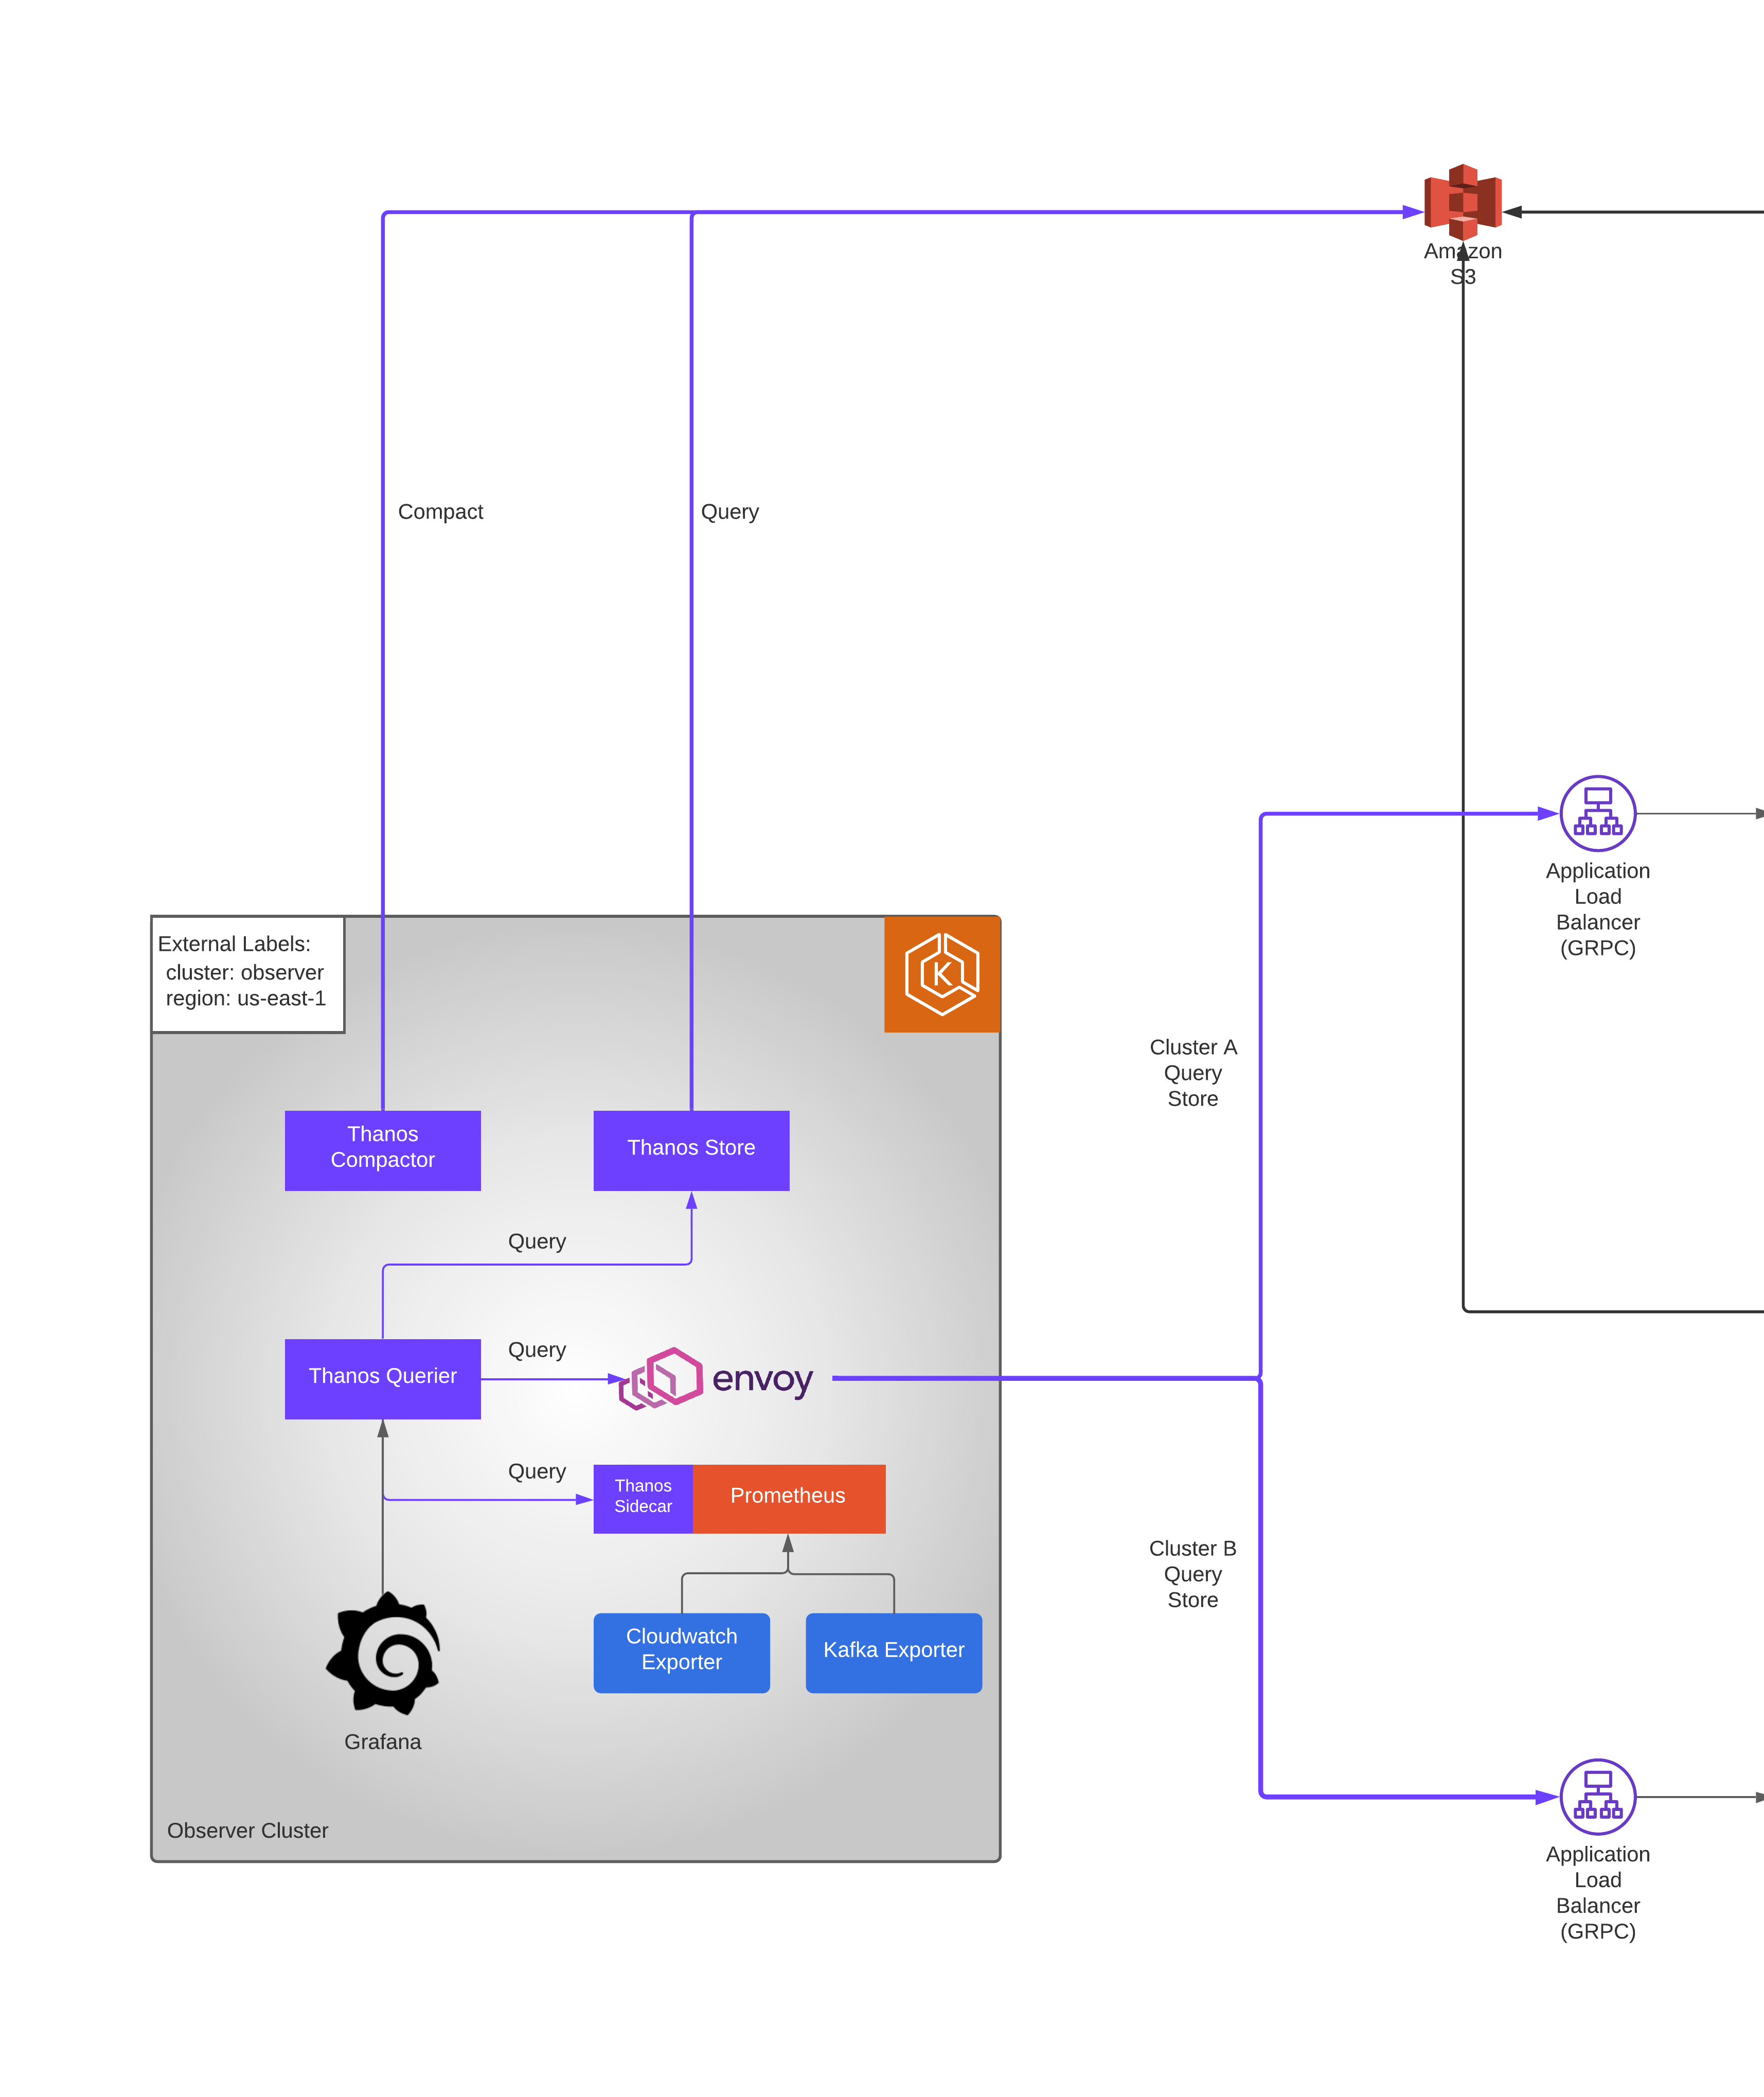 Amazon
S3
Compact
Query
Application
Load
Balancer
(GRPC)
External Labels:
cluster: observer
region: us-east-1
K
Cluster A
Query
Store
Thanos
Compactor
Thanos Store
Query
Query
Thanos Querier
envoy
Query
Thanos
Sidecar
Prometheus
Cluster B
Query
Store
Cloudwatch
Exporter
Kafka Exporter
Grafana
Observer Cluster
Application
Load
Balancer
(GRPC)